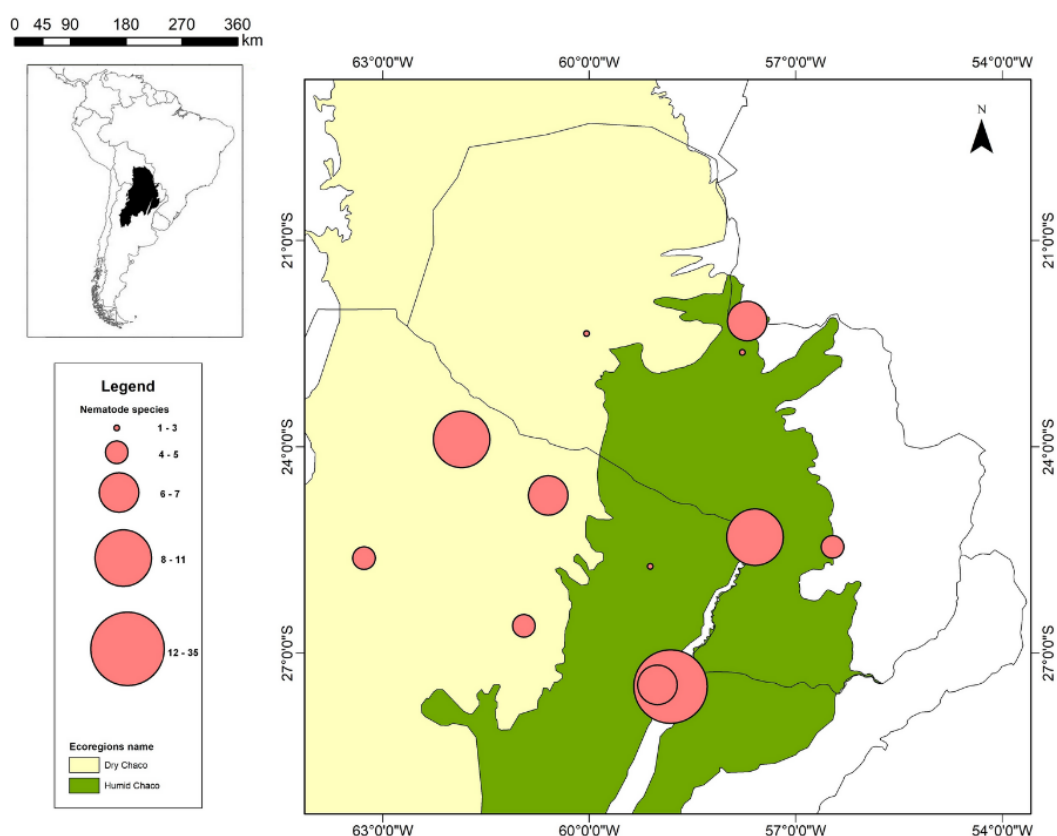 0 45 90 180 270 360
km
63°0'0"W 60°0'0"W 57°0'0"W 54°0'0"W
N
21°0'0"S 21°0'0"S
24°0'0"S 24°0'0"S
27°0'0"S 27°0'0"S
63°0'0"W 60°0'0"W 57°0'0"W 54°0'0"W
Legend
Nematode species
1 - 3
4 - 5
6 - 7
8 - 11
12 - 35
Ecoregions name
Dry Chaco
Humid Chaco